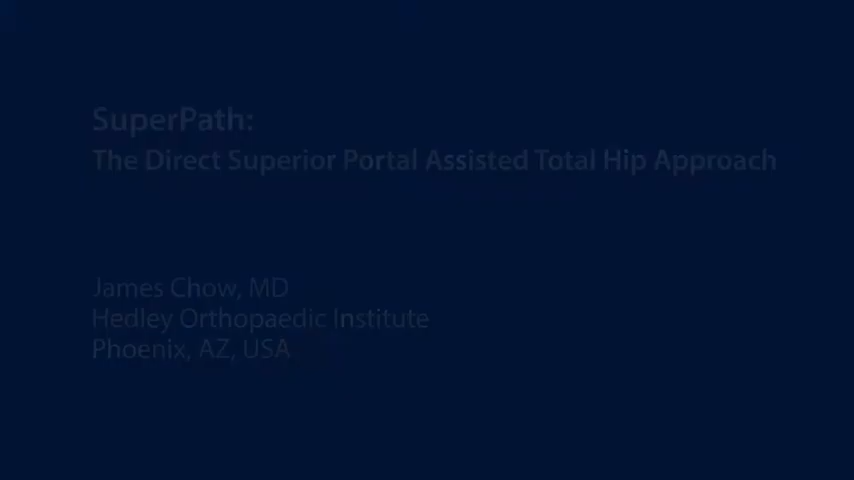 SuperPath:
The Direct Superior Portal Assisted Total Hip Approach
James Chow, MD
Hedley Orthopaedic Institute
Phoenix, AZ, USA